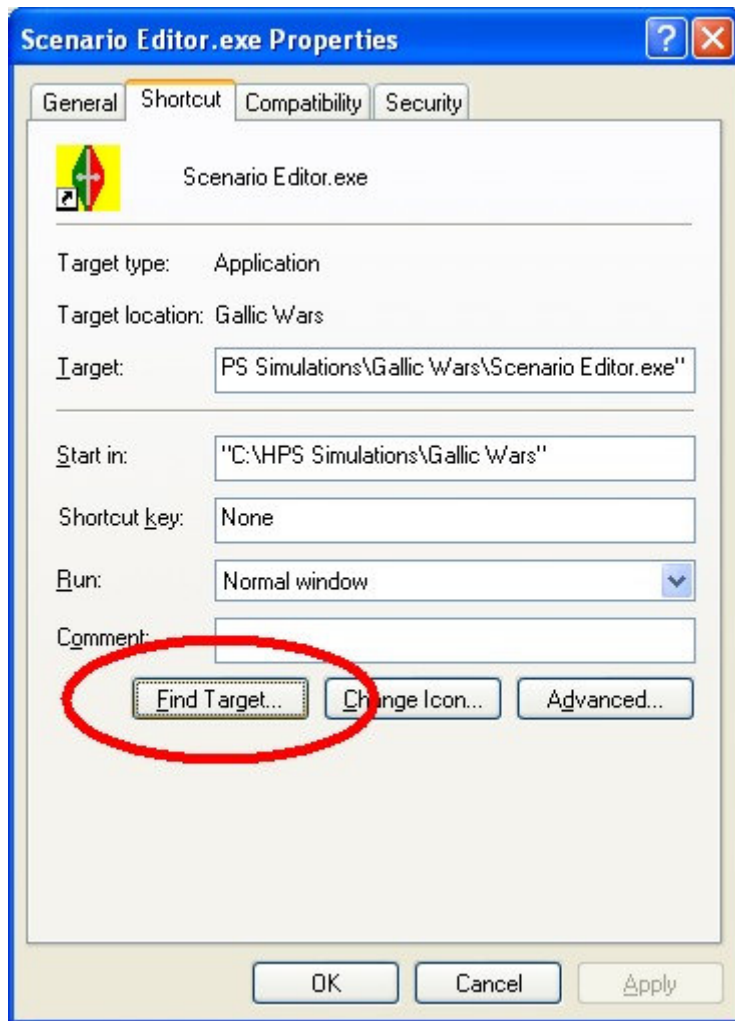 Scenario Editor.exe Properties
General Shortcut Compatibility Security
Scenario Editor.exe
Target type: Application
Target location: Gallic Wars
Target: PS Simulations\Gallic Wars\Scenario Editor.exe"
Start in: "C:\HPS Simulations\Gallic Wars"
Shortcut key: None
Run: Normal window
Comment:
Find Target... Change Icon... Advanced...
OK Cancel Apply